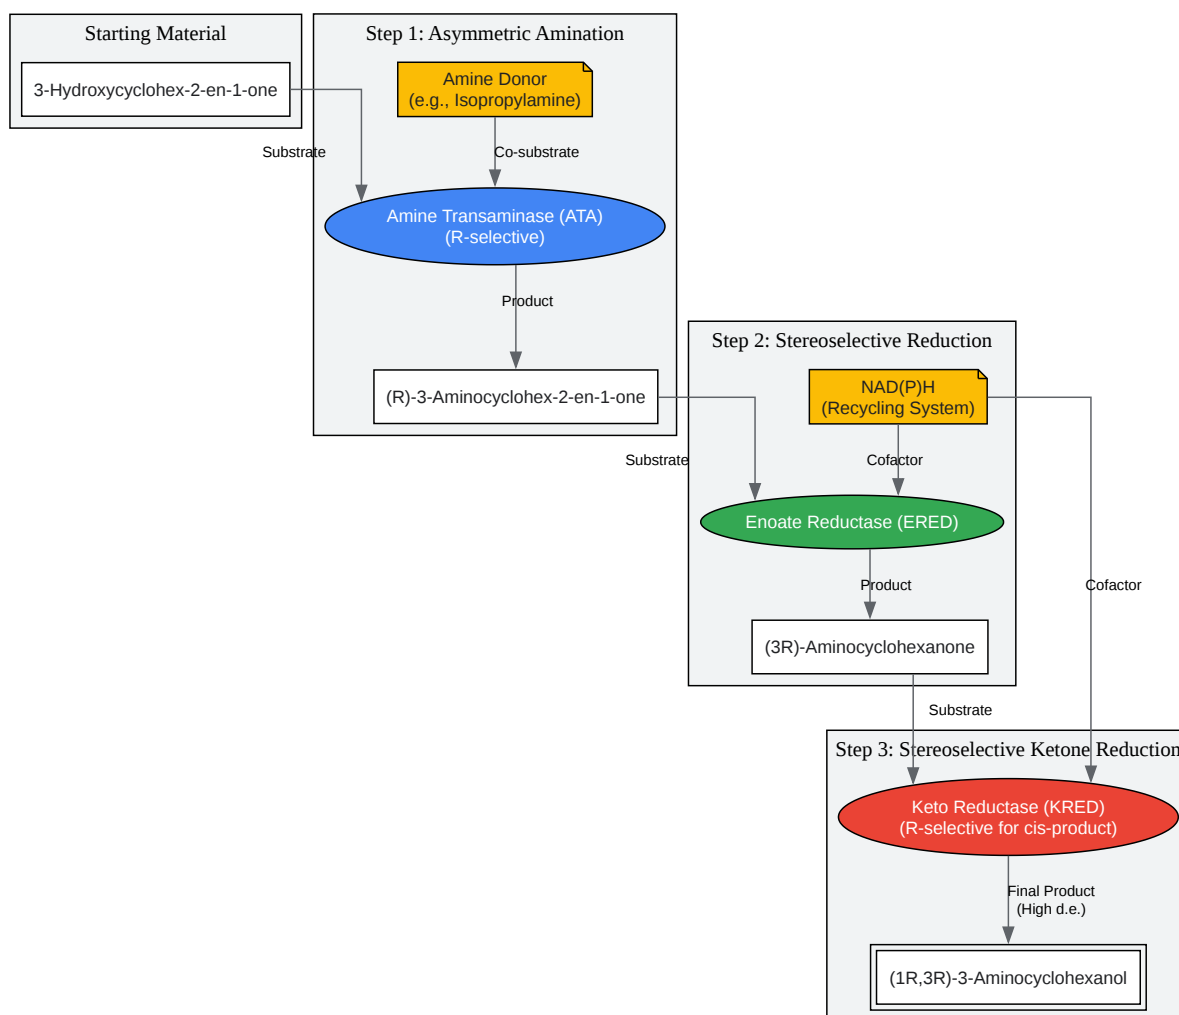 Starting Material
3-Hydroxycyclohex-2-en-1-one
Step 1: Asymmetric Amination
Amine Donor
(e.g., Isopropylamine)
Substrate
Co-substrate
Amine Transaminase (ATA)
(R-selective)
Product
(R)-3-Aminocyclohex-2-en-1-one
Step 2: Stereoselective Reduction
NAD(P)H
(Recycling System)
Substrate
Cofactor
Enoate Reductase (ERED)
Product
Cofactor
(3R)-Aminocyclohexanone
Substrate
Step 3: Stereoselective Ketone Reduction
Keto Reductase (KRED)
(R-selective for cis-product)
Final Product
(High d.e.)
(1R,3R)-3-Aminocyclohexanol